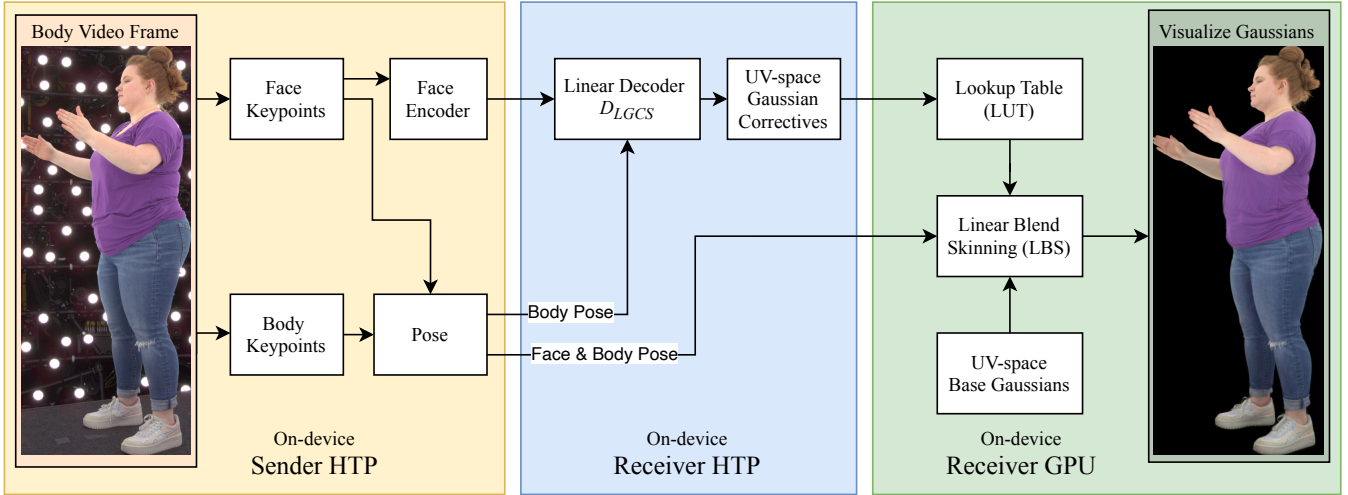 Body Video Frame
Face
Keypoints
Face
Encoder
Body
Keypoints
Pose
On-device
Sender HTP
Linear Decoder
D_LGCS
UV-space
Gaussian
Correctives
Body Pose
Face & Body Pose
On-device
Receiver HTP
Lookup Table
(LUT)
Linear Blend
Skinning (LBS)
UV-space
Base Gaussians
On-device
Receiver GPU
Visualize Gaussians